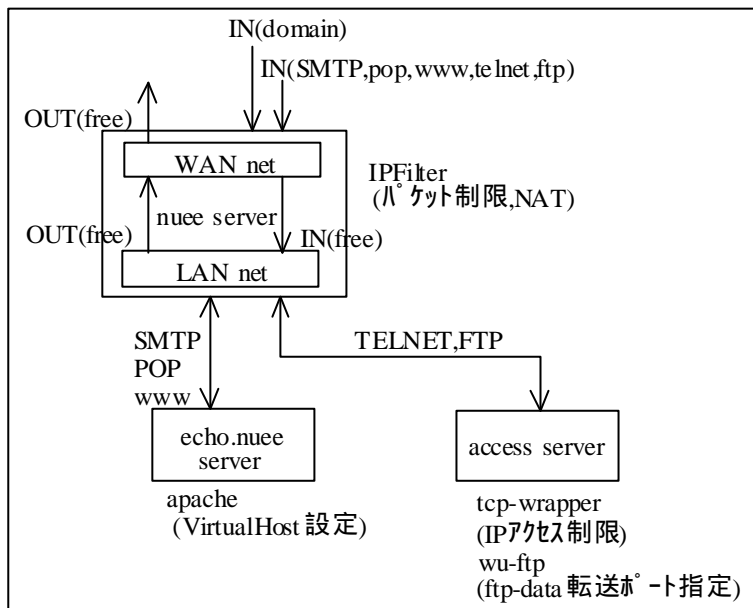 IN(domain)
IN(SMTP,pop,www,telnet,ftp)
OUT(free)
WAN net
IPFilter
(パケット制限,NAT)
nuee server
OUT(free)
IN(free)
LAN net
SMTP
POP
www
TELNET,FTP
echo.nuee
server
access server
apache
(VirtualHost 設定)
tcp-wrapper
(IPアクセス制限)
wu-ftp
(ftp-data 転送ポート指定)